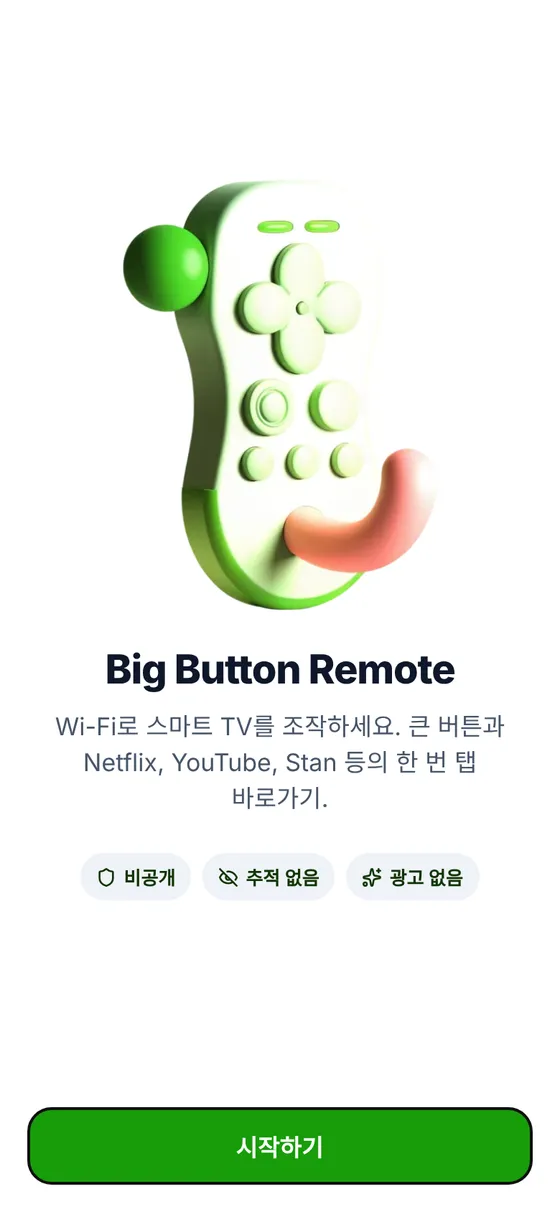 Big Button Remote
Wi-Fi로 스마트 TV를 조작하세요. 큰 버튼과
Netflix, YouTube, Stan 등의 한 번 탭
바로가기.
비공개 추적 없음 광고 없음
시작하기